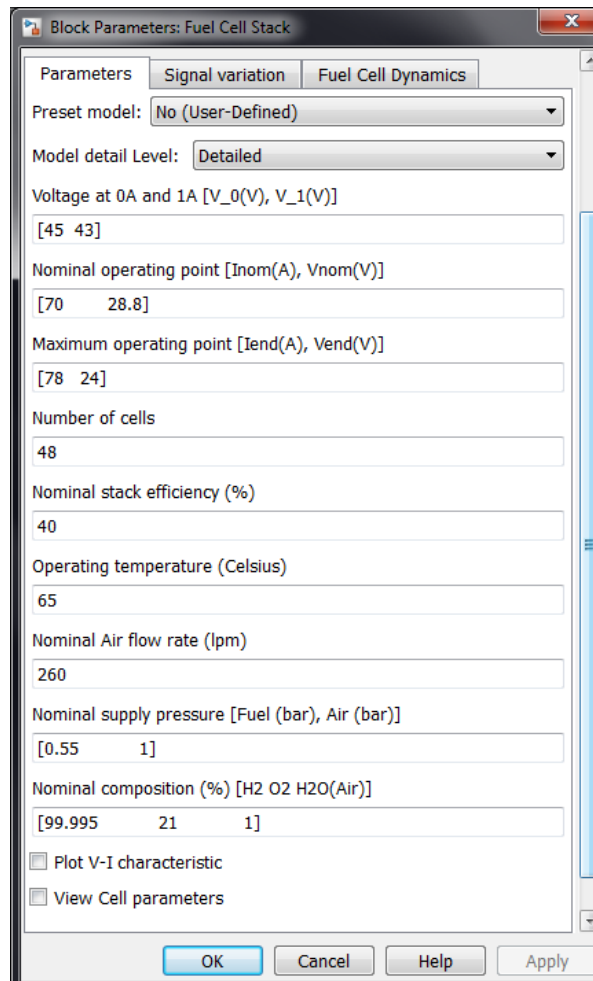 Block Parameters: Fuel Cell Stack
Parameters Signal variation Fuel Cell Dynamics
Preset model: No (User-Defined)
Model detail Level: Detailed
Voltage at 0A and 1A [V_0(V), V_1(V)]
[45 43]
Nominal operating point [Inom(A), Vnom(V)]
[70 28.8]
Maximum operating point [Iend(A), Vend(V)]
[78 24]
Number of cells
48
Nominal stack efficiency (%)
40
Operating temperature (Celsius)
65
Nominal Air flow rate (lpm)
260
Nominal supply pressure [Fuel (bar), Air (bar)]
[0.55 1]
Nominal composition (%) [H2 O2 H2O(Air)]
[99.995 21 1]
Plot V-I characteristic
View Cell parameters
OK Cancel Help Apply